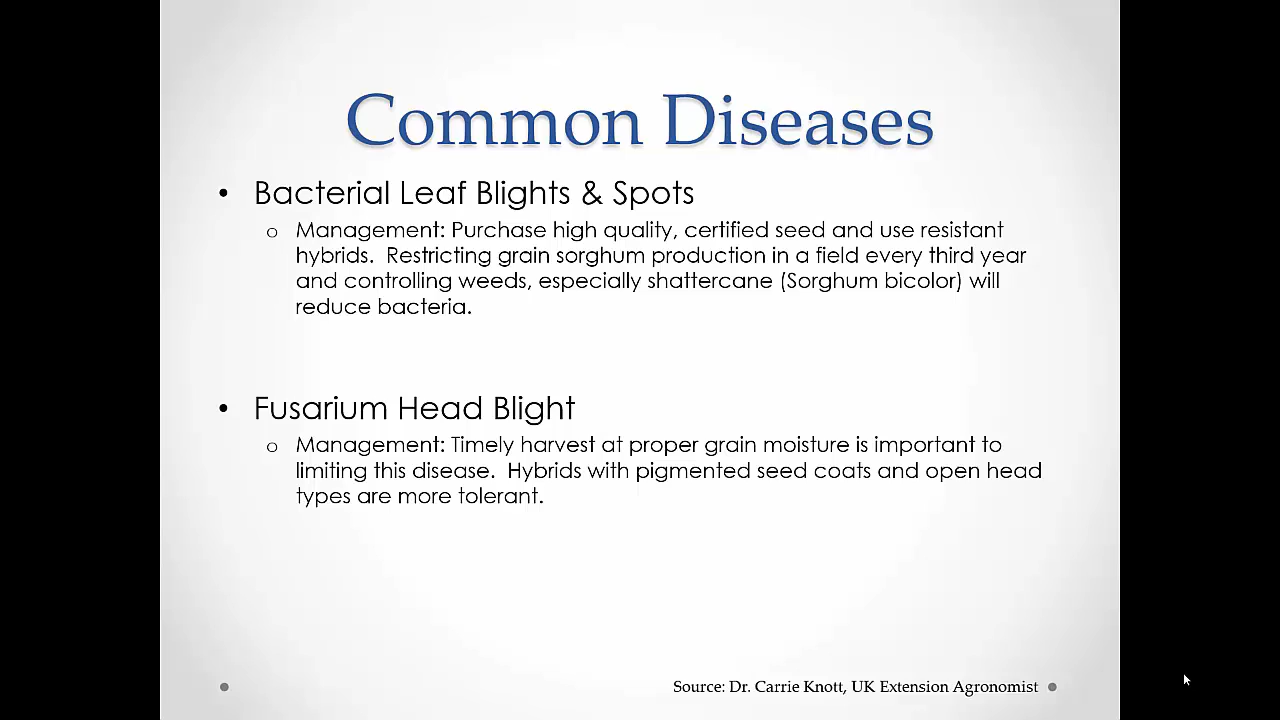 Common Diseases
• Bacterial Leaf Blights & Spots
o Management: Purchase high quality, certified seed and use resistant
hybrids.  Restricting grain sorghum production in a field every third year
and controlling weeds, especially shattercane (Sorghum bicolor) will
reduce bacteria.
• Fusarium Head Blight
o Management: Timely harvest at proper grain moisture is important to
limiting this disease.  Hybrids with pigmented seed coats and open head
types are more tolerant.
Source: Dr. Carrie Knott, UK Extension Agronomist